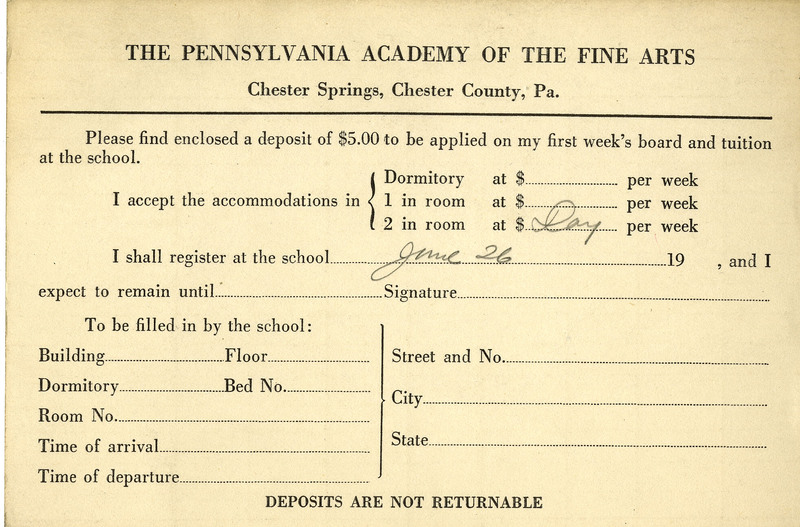 THE PENNSYLVANIA ACADEMY OF THE FINE ARTS
Chester Springs, Chester County, Pa.
Please find enclosed a deposit of $5.00 to be applied on my first week's board and tuition
at the school.
I accept the accommodations in
Dormitory at $ per week
1 in room at $ per week
2 in room at $ Day per week
I shall register at the school June 26 19 , and I
expect to remain until Signature
To be filled in by the school:
Building Floor
Dormitory Bed No.
Room No.
Time of arrival
Time of departure
Street and No.
City
State
DEPOSITS ARE NOT RETURNABLE